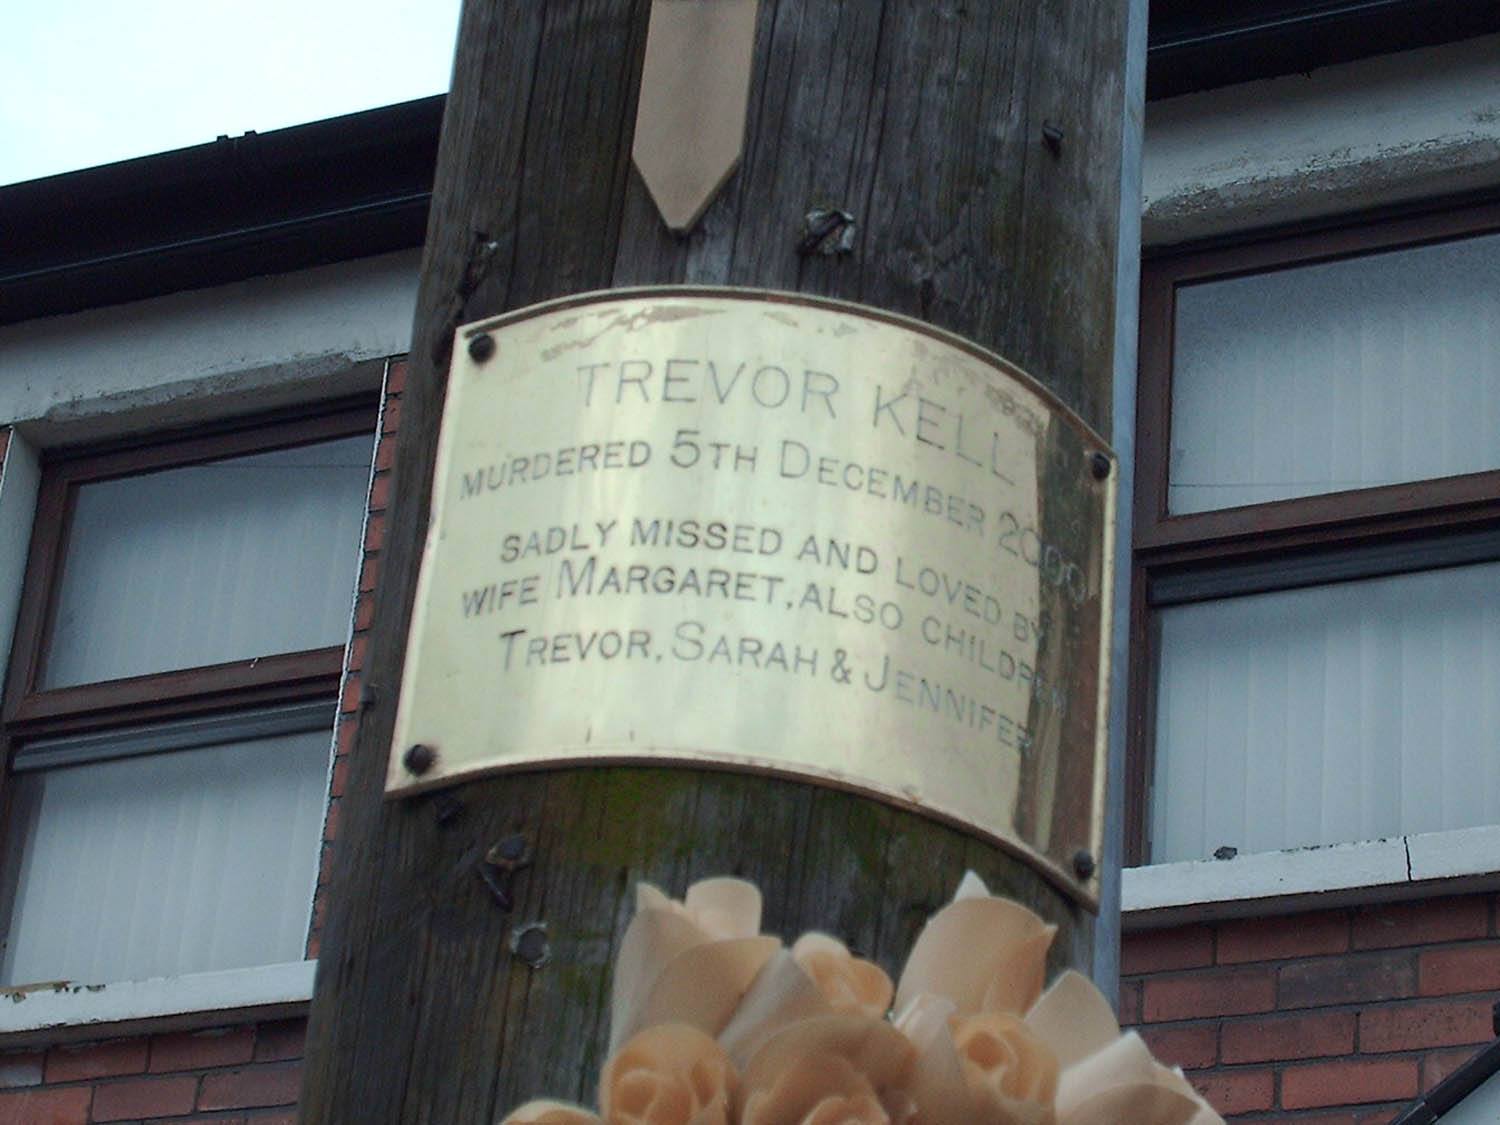 TREVOR KELL
MURDERED 5TH DECEMBER 2000
SADLY MISSED AND LOVED BY
WIFE MARGARET, ALSO CHILDREN
TREVOR, SARAH & JENNIFER